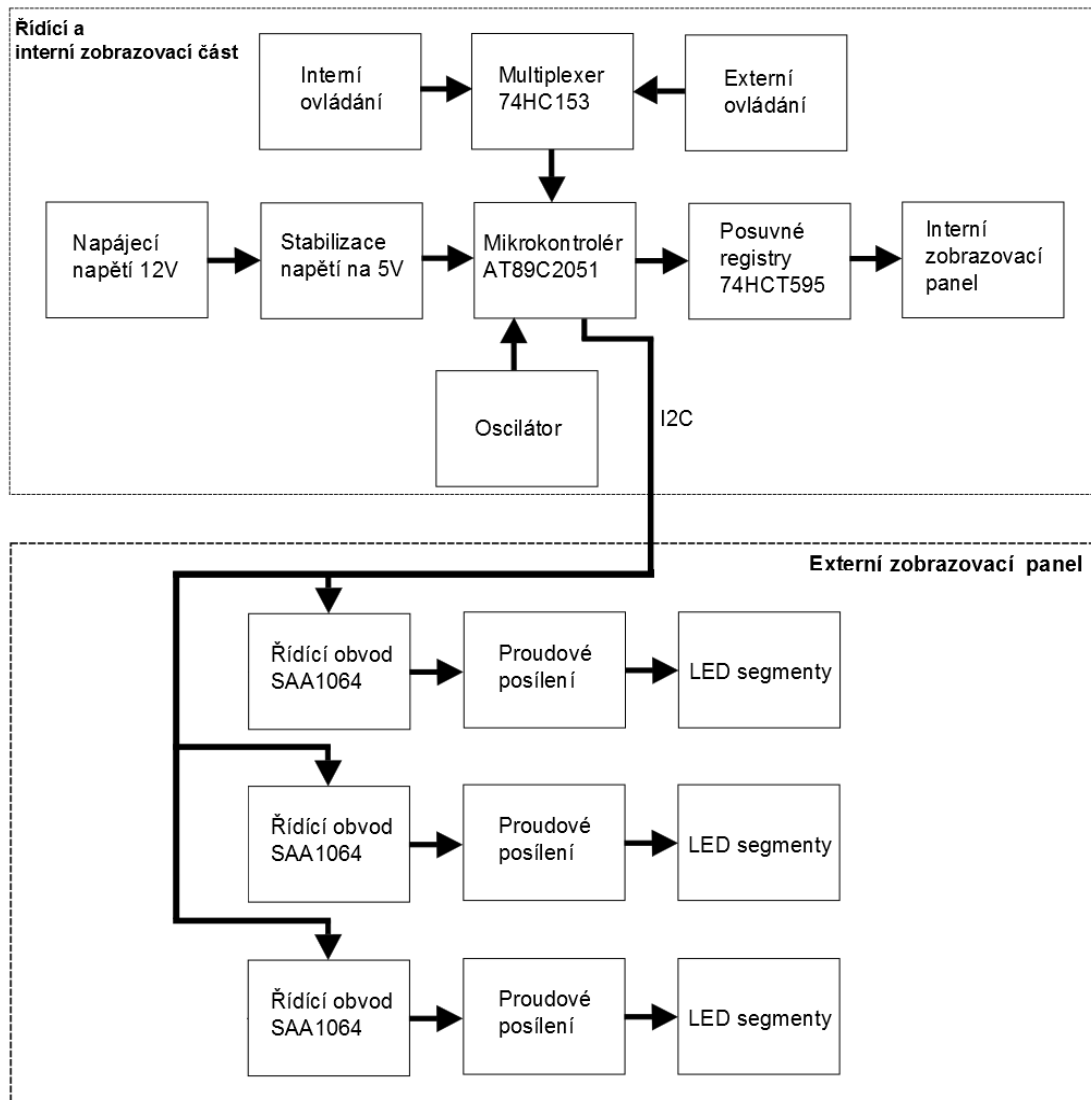 Řídící a
interní zobrazovací část
Interní
ovládání
Multiplexer
74HC153
Externí
ovládání
Napájecí
napětí 12V
Stabilizace
napětí na 5V
Mikrokontrolér
AT89C2051
Posuvné
registry
74HCT595
Interní
zobrazovací
panel
Oscilátor
I2C
Externí zobrazovací panel
Řídící obvod
SAA1064
Proudové
posílení
LED segmenty
Řídící obvod
SAA1064
Proudové
posílení
LED segmenty
Řídící obvod
SAA1064
Proudové
posílení
LED segmenty